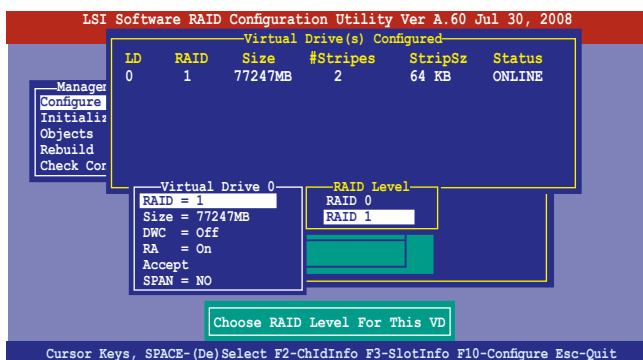 LSI Software RAID Configuration Utility Ver A.60 Jul 30, 2008
Virtual Drive(s) Configured
LD RAID Size #Stripes StripSz Status
0 1 77247MB 2 64 KB ONLINE
Managem
Configure
Initializ
Objects
Rebuild
Check Con
Virtual Drive 0
RAID = 1
Size = 77247MB
DWC = Off
RA = On
Accept
SPAN = NO
RAID Level
RAID 0
RAID 1
Choose RAID Level For This VD
Cursor Keys, SPACE-(De)Select F2-ChIdInfo F3-SlotInfo F10-Configure Esc-Quit